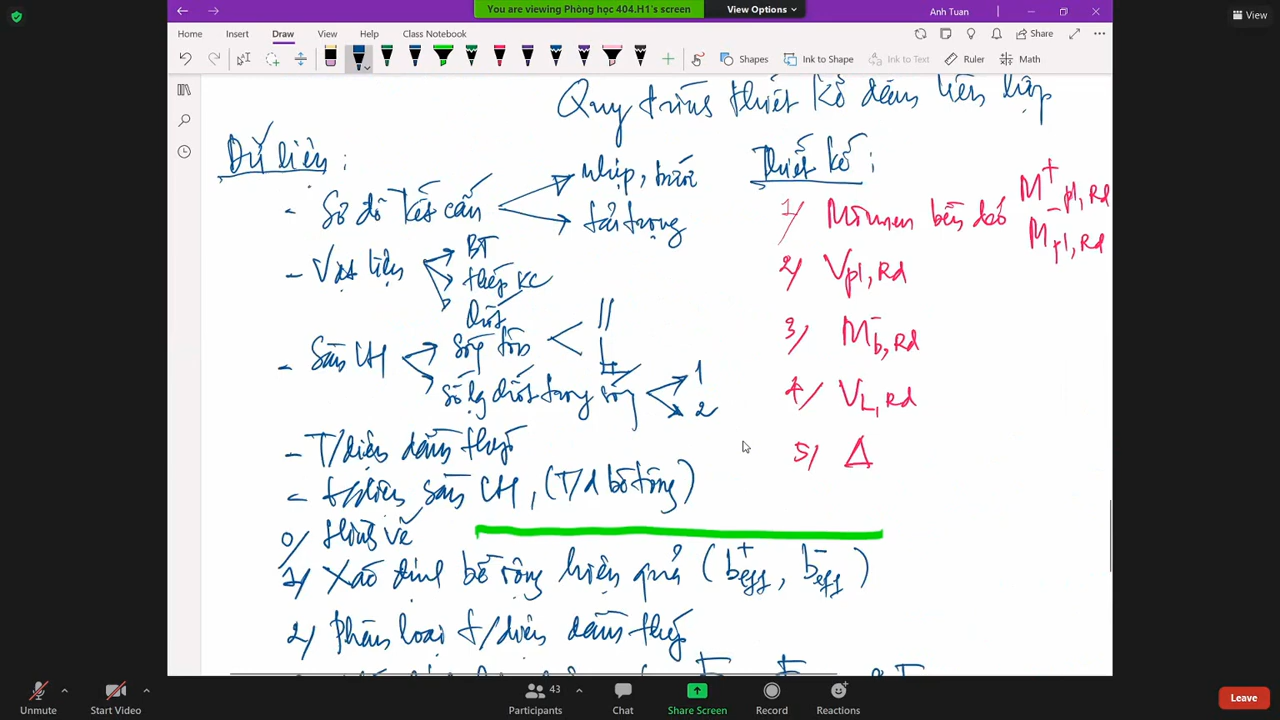 You are viewing Phòng học 404.H1's screen
View Options
View
Anh Tuan
Home Insert Draw View Help Class Notebook
Share
Shapes Ink to Shape Ink to Text Ruler Math
Quy trình thiết kế dầm liên hợp
Dữ liệu:
- Sơ đồ kết cấu
nhịp, bước
tải trọng
- Vật liệu
BT
thép KC
chốt
- Sàn LH
sóng tôn
//
⊥
số lg chốt trong sóng
1
2
- T/diện dầm thép
- t/diện sàn LH, (T/d bê tông)
0/ Hình vẽ
1/ Xác định bề rộng hiệu quả (b+eff, b-eff)
2/ Phân loại t/diện dầm thép
Thiết kế:
1/ Mômen bền dẻo M+pl,Rd
M-pl,Rd
2/ Vpl,Rd
3/ M-b,Rd
4/ VL,Rd
5/ Δ
Unmute
Start Video
43
Participants
Chat
Share Screen
Record
Reactions
Leave